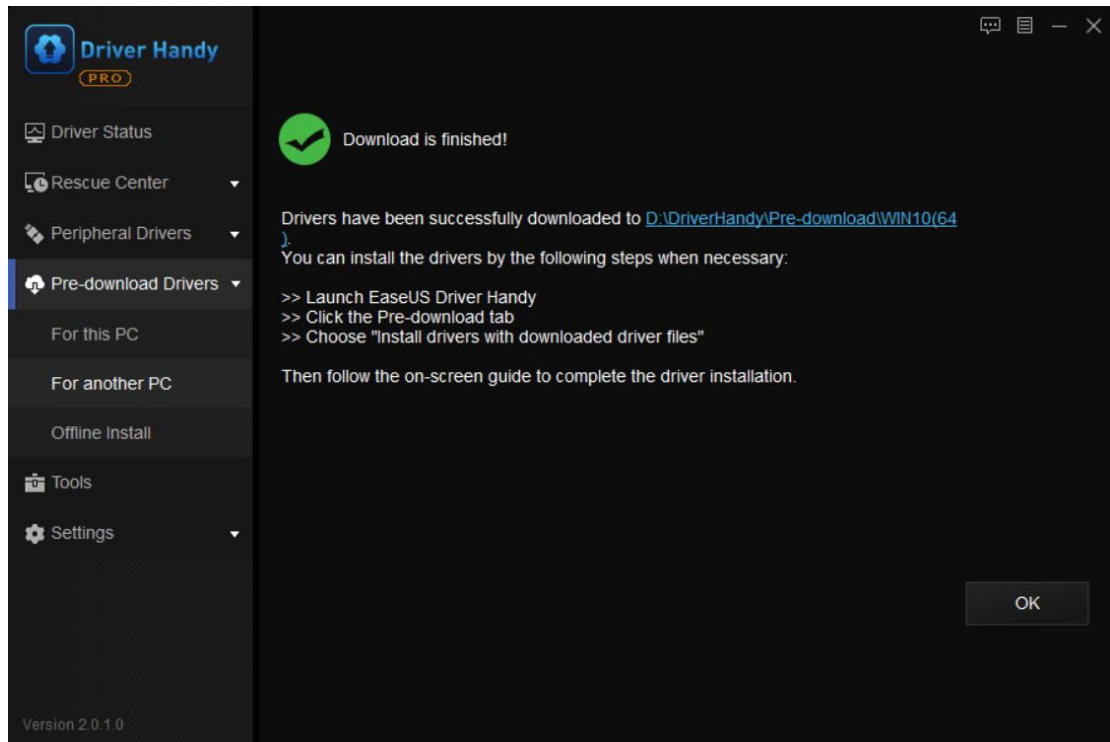 Driver Handy
PRO
Driver Status
Rescue Center
Peripheral Drivers
Pre-download Drivers
For this PC
For another PC
Offline Install
Tools
Settings
Version 2.0.1.0
Download is finished!
Drivers have been successfully downloaded to D:\DriverHandy\Pre-download\WIN10(64
).
You can install the drivers by the following steps when necessary:
>> Launch EaseUS Driver Handy
>> Click the Pre-download tab
>> Choose "Install drivers with downloaded driver files"
Then follow the on-screen guide to complete the driver installation.
OK